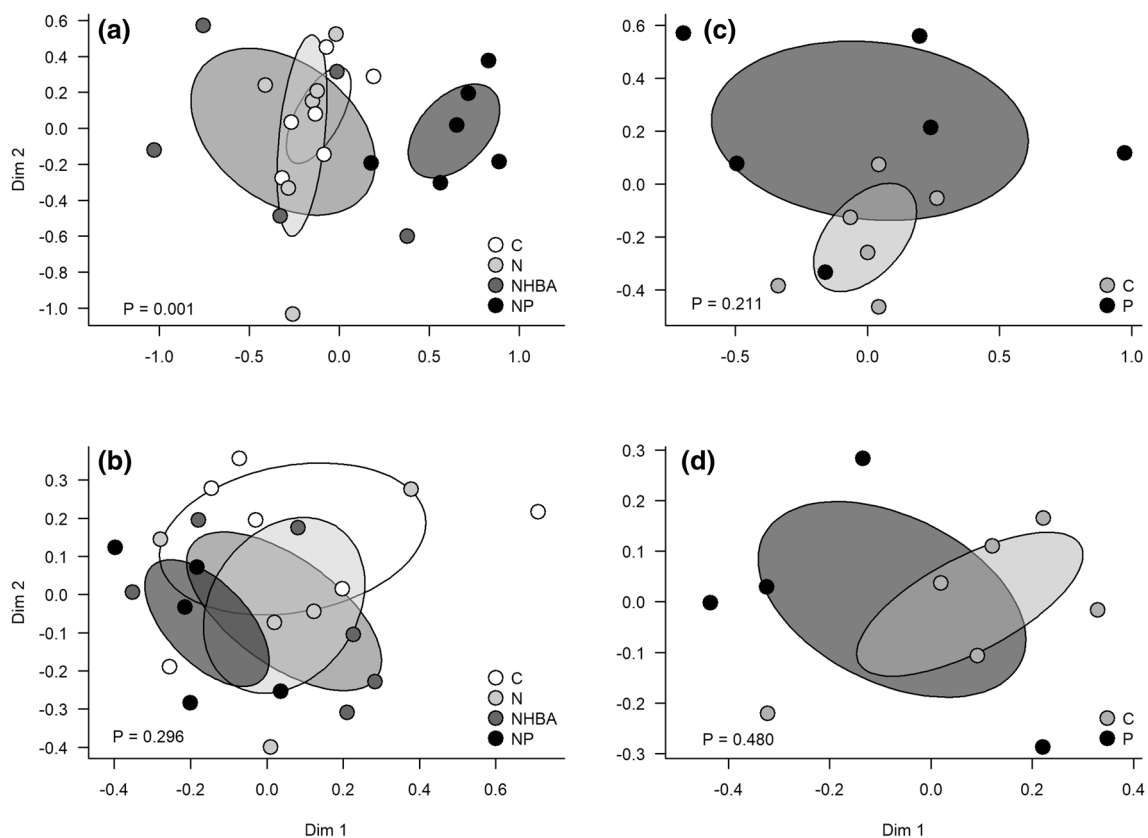 (a)
0.6
0.4
0.2
0.0
-0.2
-0.4
-0.6
-0.8
-1.0
Dim 2
C
N
NHBA
NP
P = 0.001
-1.0 -0.5 0.0 0.5 1.0
(c)
0.6
0.4
0.2
0.0
-0.2
-0.4
C
P
P = 0.211
-0.5 0.0 0.5 1.0
(b)
0.3
0.2
0.1
0.0
-0.1
-0.2
-0.3
-0.4
Dim 2
C
N
NHBA
NP
P = 0.296
-0.4 -0.2 0.0 0.2 0.4 0.6
Dim 1
(d)
0.3
0.2
0.1
0.0
-0.1
-0.2
-0.3
C
P
P = 0.480
-0.4 -0.2 0.0 0.2 0.4
Dim 1